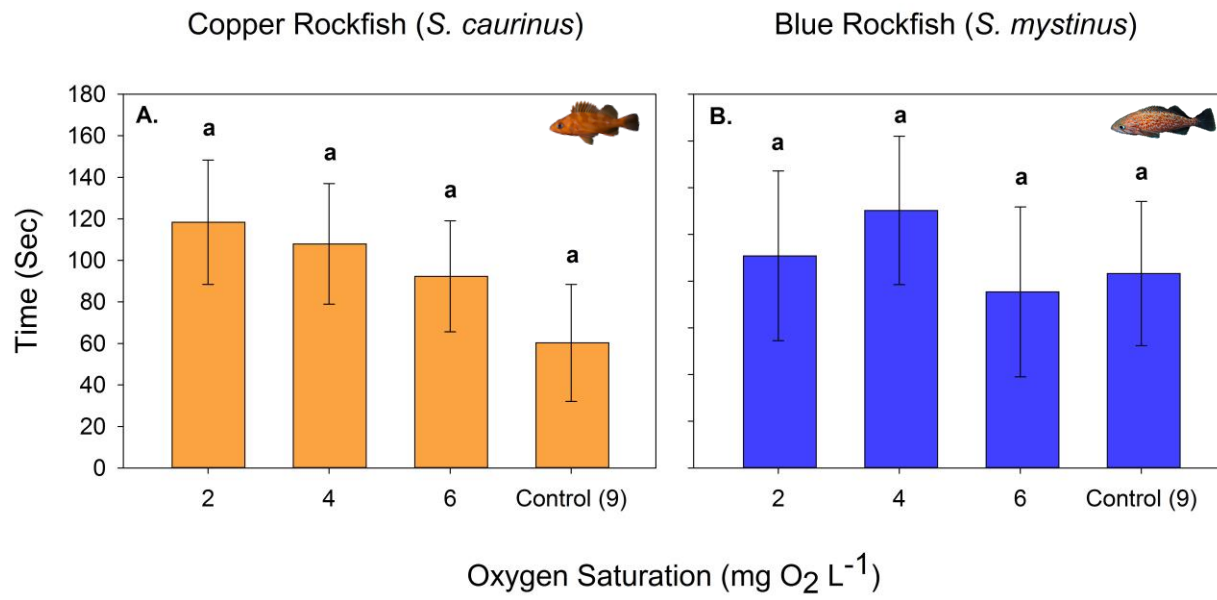 Copper Rockfish (S. caurinus)
Blue Rockfish (S. mystinus)
Time (Sec)
180
160
140
120
100
80
60
40
20
0
A.
a
a
a
a
2
4
6
Control (9)
B.
a
a
a
a
2
4
6
Control (9)
Oxygen Saturation (mg O₂ L⁻¹)